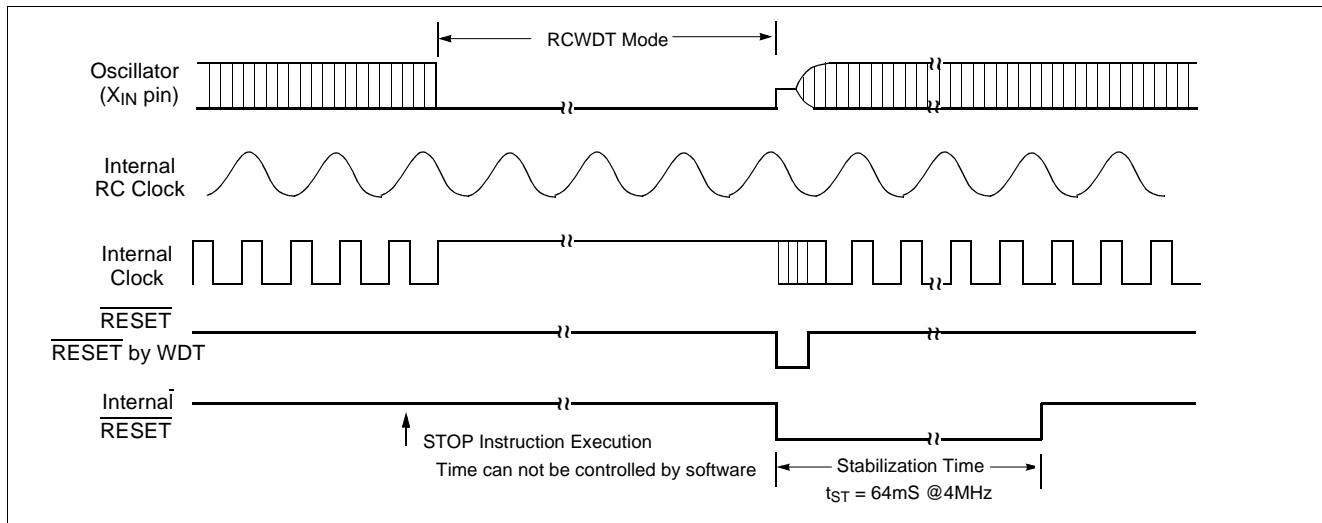 RCWDT Mode
Oscillator
(XIN pin)
Internal
RC Clock
Internal
Clock
RESET
RESET by WDT
Internal
RESET
STOP Instruction Execution
Time can not be controlled by software
Stabilization Time
tST = 64mS @4MHz